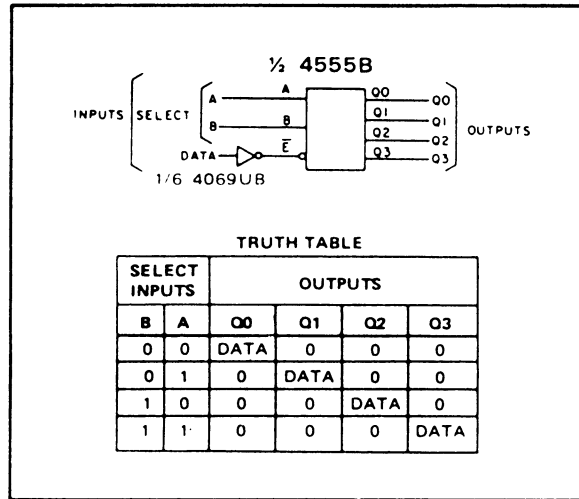 ½ 4555B
A A Q0 Q0
INPUTS SELECT Q1 Q1
B B Q2 Q2
DATA E̅ Q3 Q3
OUTPUTS
1/6 4069UB
TRUTH TABLE
SELECT INPUTS OUTPUTS
B A Q0 Q1 Q2 Q3
0 0 DATA 0 0 0
0 1 0 DATA 0 0
1 0 0 0 DATA 0
1 1 0 0 0 DATA